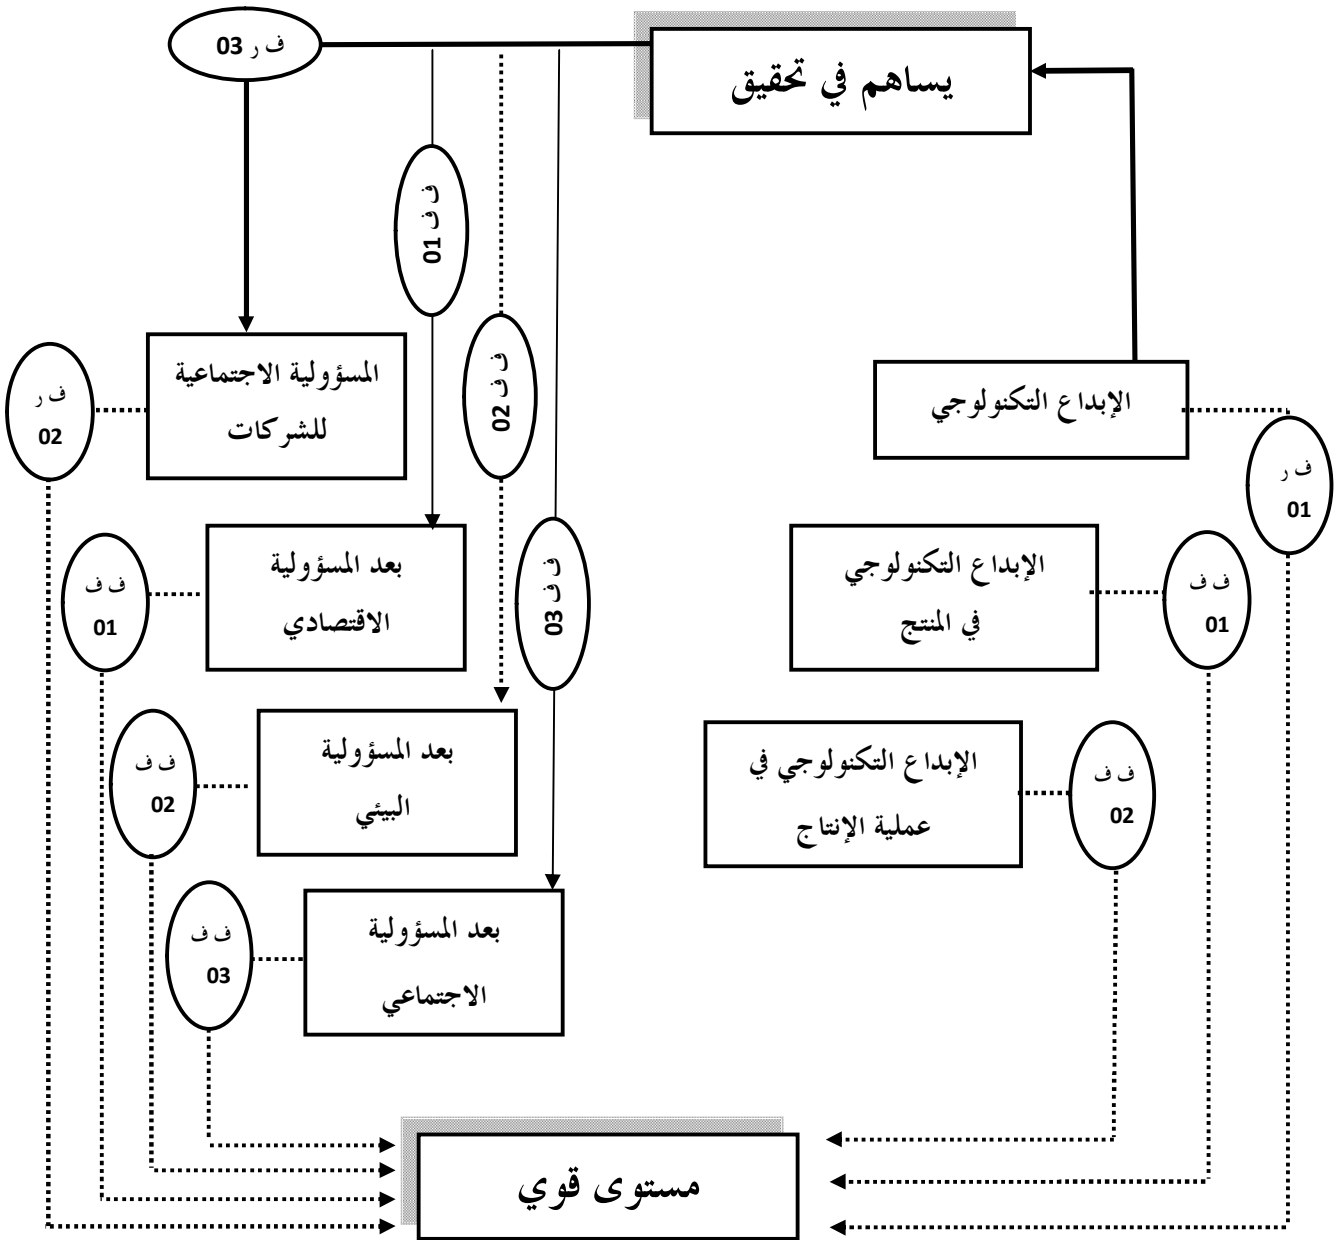 يساهم في تحقيق
ف ر 03
ف ف 01
ف ف 02
ف ف 03
الإبداع التكنولوجي
ف ر
01
الإبداع التكنولوجي
في المنتج
ف ف
01
الإبداع التكنولوجي في
عملية الإنتاج
ف ف
02
المسؤولية الاجتماعية
للشركات
ف ر
02
بعد المسؤولية
الاقتصادي
ف ف
01
بعد المسؤولية
البيئي
ف ف
02
بعد المسؤولية
الاجتماعي
ف ف
03
مستوى قوي